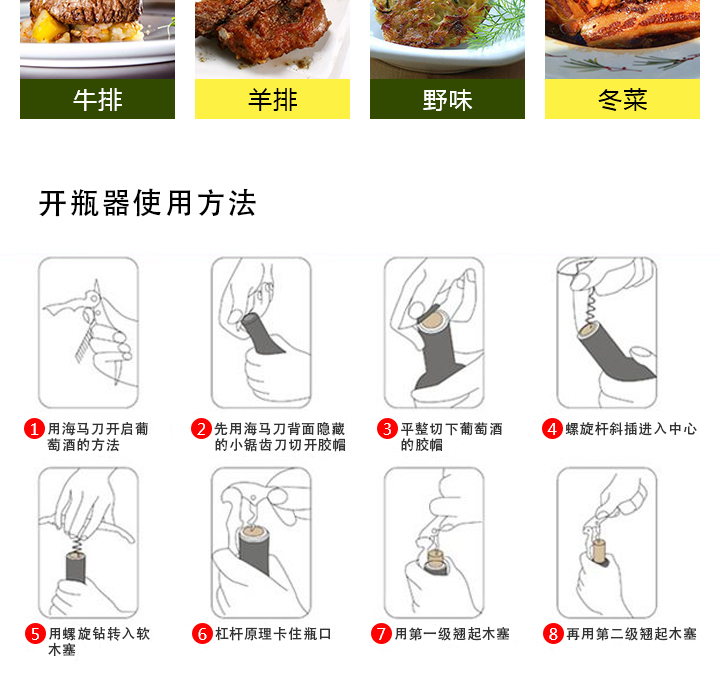 牛排 羊排 野味 冬菜
开瓶器使用方法
1 用海马刀开启葡
萄酒的方法
2 先用海马刀背面隐藏
的小锯齿刀切开胶帽
3 平整切下葡萄酒
的胶帽
4 螺旋杆斜插进入中心
5 用螺旋钻转入软
木塞
6 杠杆原理卡住瓶口
7 用第一级翘起木塞
8 再用第二级翘起木塞